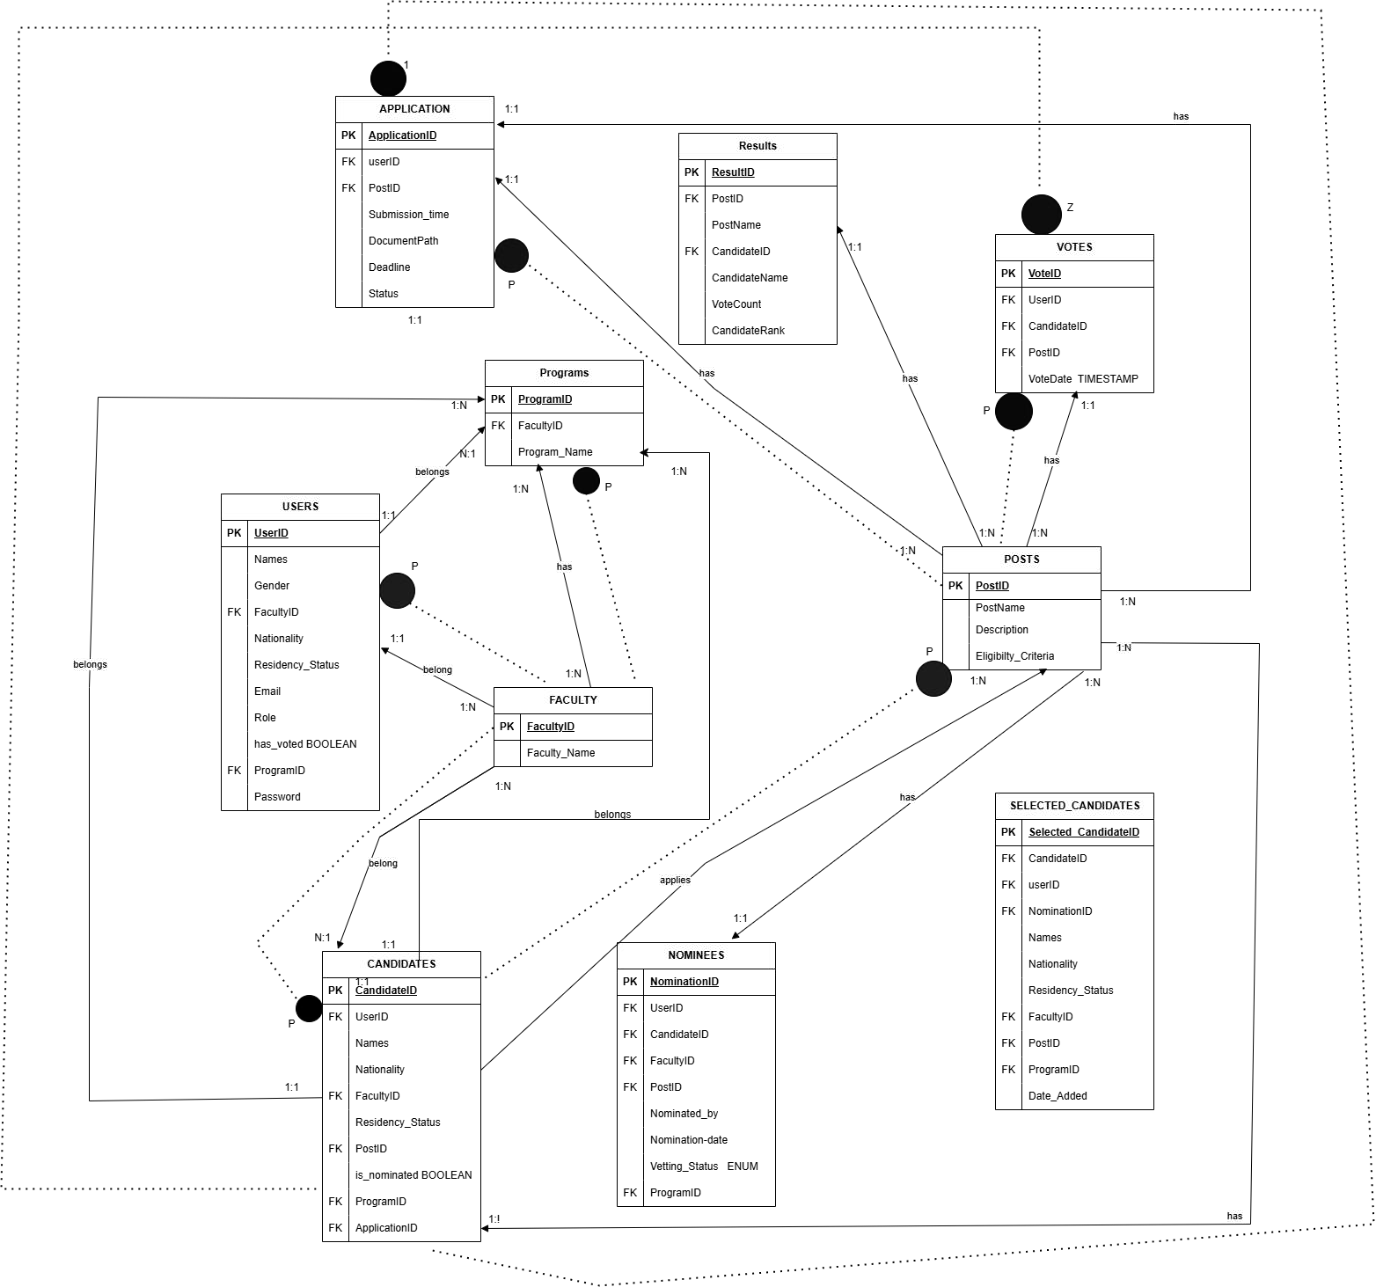 1
APPLICATION
1:1
has
PK ApplicationID
FK userID
FK PostID
Submission_time
DocumentPath
Deadline
Status
1:1
P
1:1
Results
PK ResultID
FK PostID
PostName
FK CandidateID
CandidateName
VoteCount
CandidateRank
1:1
Z
VOTES
PK VoteID
FK UserID
FK CandidateID
FK PostID
VoteDate TIMESTAMP
P
1:1
has
has
has
Programs
PK ProgramID
FK FacultyID
Program_Name
1:N
N:1
belongs
1:N
1:N
P
1:1
USERS
PK UserID
Names
Gender
FK FacultyID
Nationality
Residency_Status
Email
Role
has_voted BOOLEAN
FK ProgramID
Password
P
has
1:1
belong
1:N
1:N
belongs
1:N
1:N
1:N
POSTS
PK PostID
PostName
Description
Eligibilty_Criteria
1:N
1:N
P
1:N
1:N
FACULTY
PK FacultyID
Faculty_Name
1:N
belongs
belong
has
applies
SELECTED_CANDIDATES
PK Selected_CandidateID
FK CandidateID
FK userID
FK NominationID
Names
Nationality
Residency_Status
FK FacultyID
FK PostID
FK ProgramID
Date_Added
N:1
1:1
1:1
CANDIDATES
1:1
PK CandidateID
FK UserID
Names
Nationality
FK FacultyID
Residency_Status
FK PostID
is_nominated BOOLEAN
FK ProgramID
FK ApplicationID
P
1:1
NOMINEES
PK NominationID
FK UserID
FK CandidateID
FK FacultyID
FK PostID
Nominated_by
Nomination-date
Vetting_Status ENUM
FK ProgramID
1:!
has